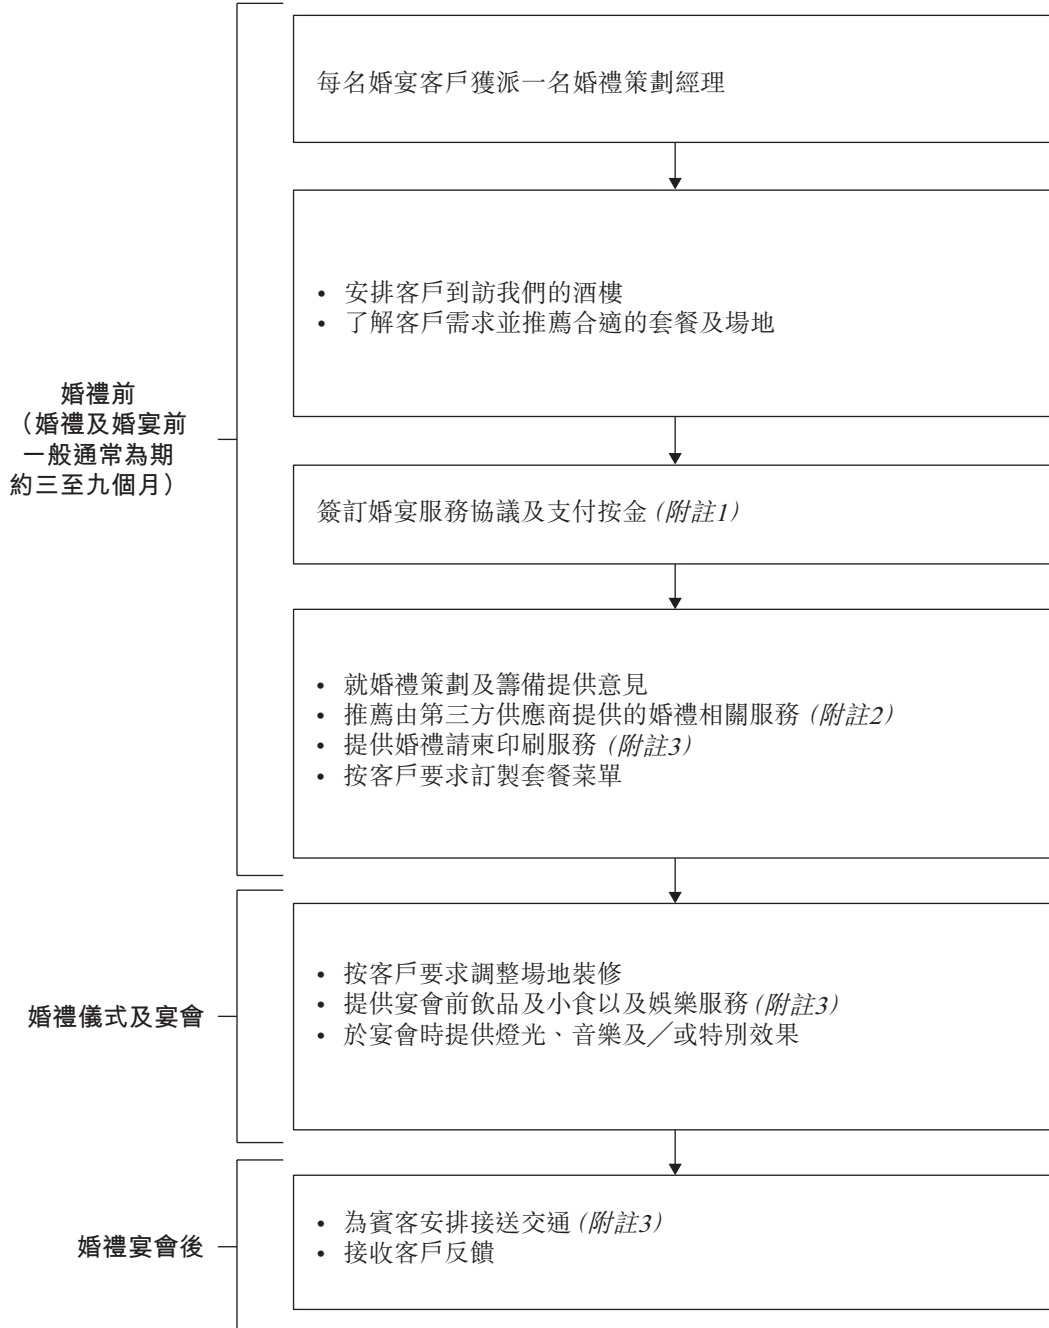 每名婚宴客戶獲派一名婚禮策劃經理
• 安排客戶到訪我們的酒樓
• 了解客戶需求並推薦合適的套餐及場地
婚禮前
（婚禮及婚宴前
一般通常為期
約三至九個月）
簽訂婚宴服務協議及支付按金（附註1）
• 就婚禮策劃及籌備提供意見
• 推薦由第三方供應商提供的婚禮相關服務（附註2）
• 提供婚禮請柬印刷服務（附註3）
• 按客戶要求訂製套餐菜單
婚禮儀式及宴會
• 按客戶要求調整場地裝修
• 提供宴會前飲品及小食以及娛樂服務（附註3）
• 於宴會時提供燈光、音樂及╱或特別效果
婚禮宴會後
• 為賓客安排接送交通（附註3）
• 接收客戶反饋